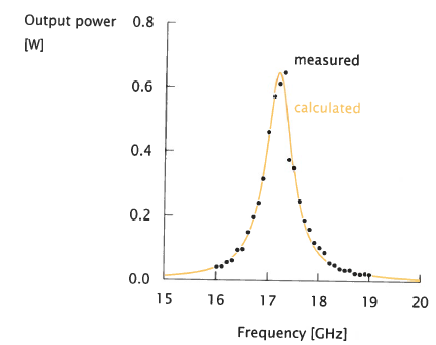 Output power
[W]
0.8
0.6
0.4
0.2
0.0
measured
calculated
15 16 17 18 19 20
Frequency [GHz]